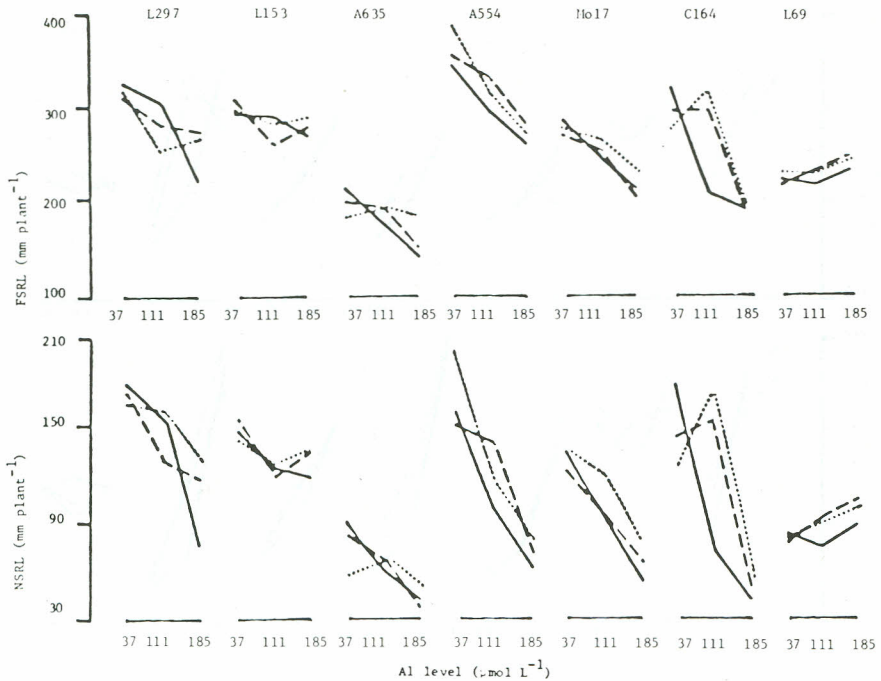 L297 L153 A635 A554 Mo17 C164 L69
400
300
200
100
FSRL (mm plant⁻¹)
37 111 185 37 111 185 37 111 185 37 111 185 37 111 185 37 111 185 37 111 185
210
150
90
30
NSRL (mm plant⁻¹)
37 111 185 37 111 185 37 111 185 37 111 185 37 111 185 37 111 185 37 111 185
Al level (μmol L⁻¹)